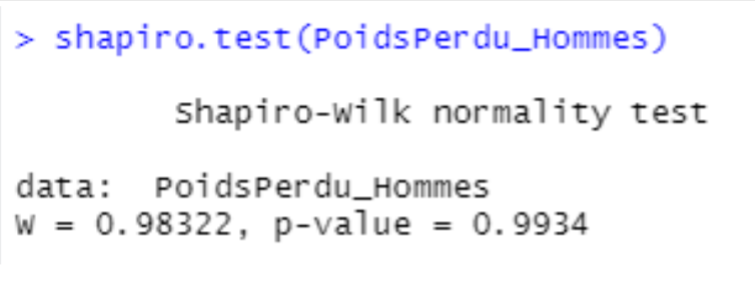 > shapiro.test(PoidsPerdu_Hommes)
Shapiro-Wilk normality test
data: PoidsPerdu_Hommes
W = 0.98322, p-value = 0.9934